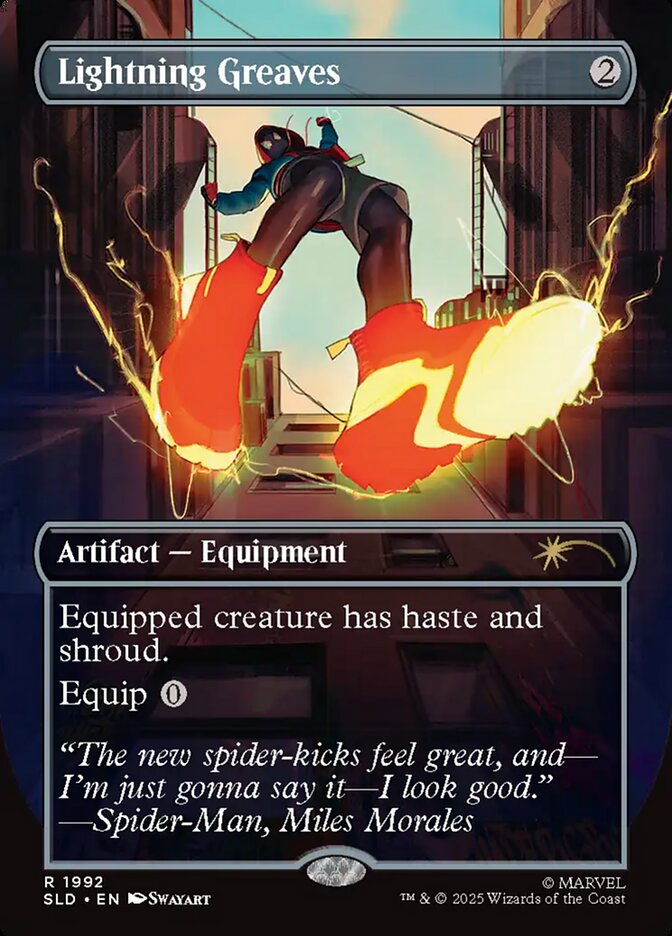 Lightning Greaves 2
Artifact — Equipment
Equipped creature has haste and
shroud.
Equip 0
“The new spider-kicks feel great, and—
I’m just gonna say it—I look good.”
—Spider-Man, Miles Morales
R 1992 © MARVEL
SLD • EN SWAYART ™ & © 2025 Wizards of the Coast